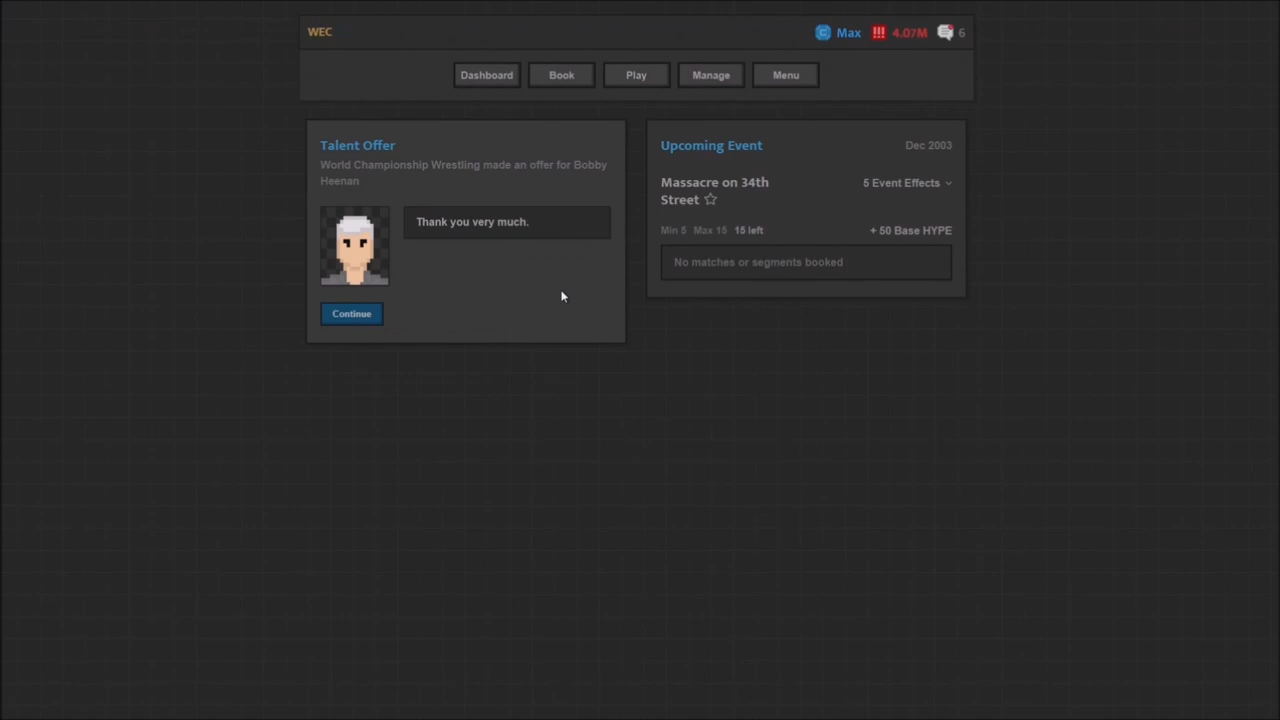 WEC
Max
4.07M
6
Dashboard
Book
Play
Manage
Menu
Talent Offer
World Championship Wrestling made an offer for Bobby
Heenan
Thank you very much.
Continue
Upcoming Event
Dec 2003
Massacre on 34th
Street
5 Event Effects
Min 5 Max 15 15 left
+ 50 Base HYPE
No matches or segments booked